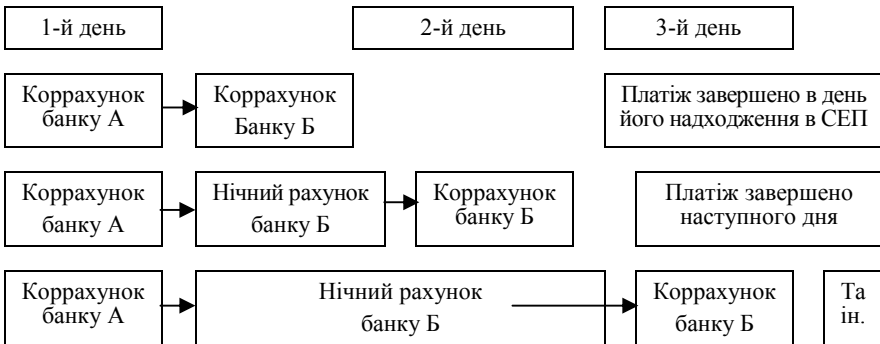 1-й день
2-й день
3-й день
Коррахунок
банку А
Коррахунок
Банку Б
Платіж завершено в день
його надходження в СЕП
Коррахунок
банку А
Нічний рахунок
банку Б
Коррахунок
банку Б
Платіж завершено
наступного дня
Коррахунок
банку А
Нічний рахунок
банку Б
Коррахунок
банку Б
Та
ін.